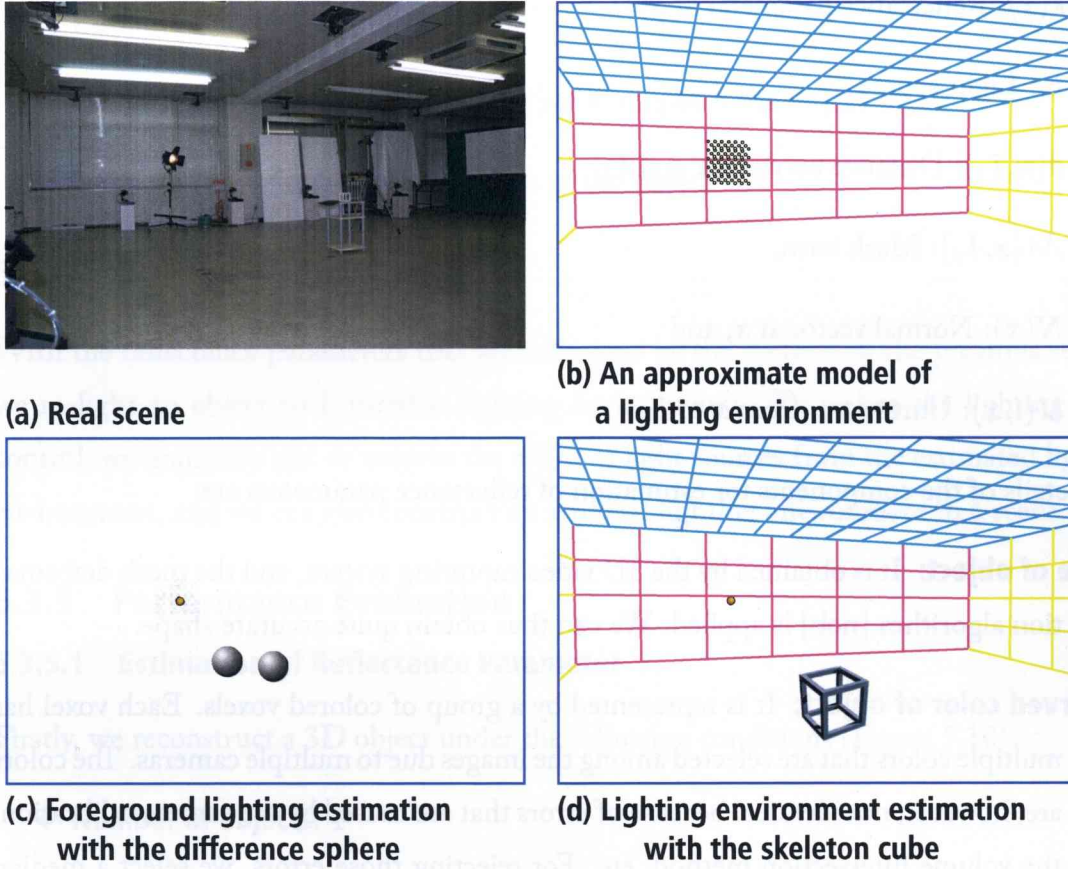 (a) Real scene
(b) An approximate model of
a lighting environment
(c) Foreground lighting estimation
with the difference sphere
(d) Lighting environment estimation
with the skeleton cube